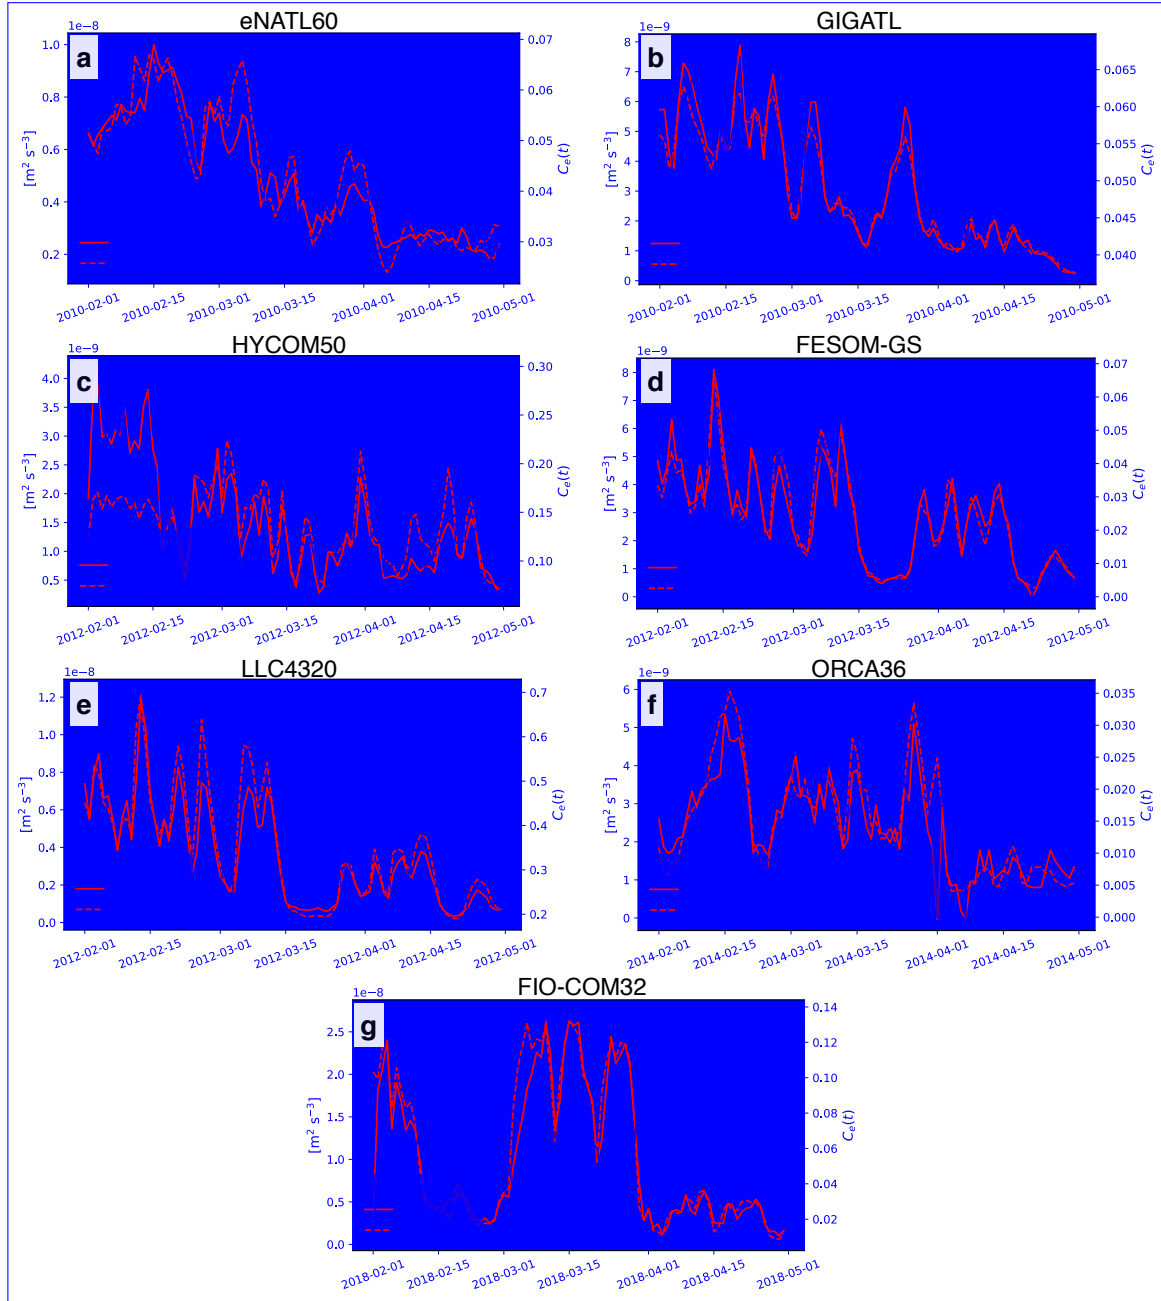 eNATL60 GIGATL
1e-8 1e-9
a b
1.0 0.8 0.6 0.4 0.2
[m² s⁻³]
0.07 0.06 0.05 0.04 0.03
Cₑ(t)
2010-02-01 2010-02-15 2010-03-01 2010-03-15 2010-04-01 2010-04-15 2010-05-01
8 7 6 5 4 3 2 1 0
[m² s⁻³]
0.065 0.060 0.055 0.050 0.045 0.040
Cₑ(t)
2010-02-01 2010-02-15 2010-03-01 2010-03-15 2010-04-01 2010-04-15 2010-05-01
HYCOM50 FESOM-GS
1e-9 1e-9
c d
4.0 3.5 3.0 2.5 2.0 1.5 1.0 0.5
[m² s⁻³]
0.30 0.25 0.20 0.15 0.10
Cₑ(t)
2012-02-01 2012-02-15 2012-03-01 2012-03-15 2012-04-01 2012-04-15 2012-05-01
8 7 6 5 4 3 2 1 0
[m² s⁻³]
0.07 0.06 0.05 0.04 0.03 0.02 0.01 0.00
Cₑ(t)
2012-02-01 2012-02-15 2012-03-01 2012-03-15 2012-04-01 2012-04-15 2012-05-01
LLC4320 ORCA36
1e-8 1e-9
e f
1.2 1.0 0.8 0.6 0.4 0.2 0.0
[m² s⁻³]
0.7 0.6 0.5 0.4 0.3 0.2
Cₑ(t)
2012-02-01 2012-02-15 2012-03-01 2012-03-15 2012-04-01 2012-04-15 2012-05-01
6 5 4 3 2 1 0
[m² s⁻³]
0.035 0.030 0.025 0.020 0.015 0.010 0.005 0.000
Cₑ(t)
2014-02-01 2014-02-15 2014-03-01 2014-03-15 2014-04-01 2014-04-15 2014-05-01
FIO-COM32
1e-8
g
2.5 2.0 1.5 1.0 0.5 0.0
[m² s⁻³]
0.14 0.12 0.10 0.08 0.06 0.04 0.02
Cₑ(t)
2018-02-01 2018-02-15 2018-03-01 2018-03-15 2018-04-01 2018-04-15 2018-05-01